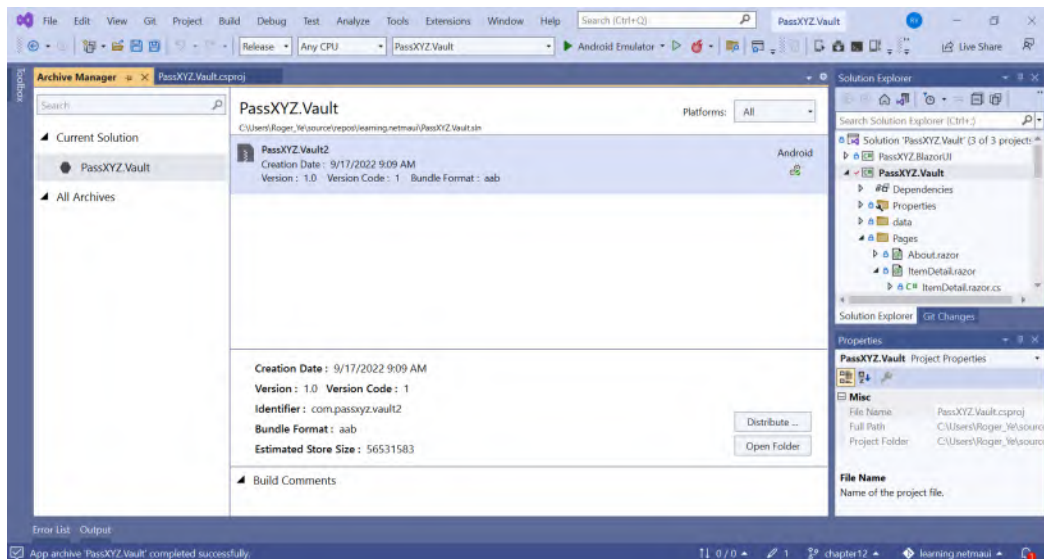 File Edit View Git Project Build Debug Test Analyze Tools Extensions Window Help Search (Ctrl+Q) PassXYZ.Vault
Release Any CPU PassXYZ.Vault Android Emulator Live Share
Toolbox
Archive Manager PassXYZ.Vault.csproj
Search
Current Solution
PassXYZ.Vault
All Archives
PassXYZ.Vault
C:\Users\Roger_Ye\source\repos\learning.netmaui\PassXYZ.Vault.sln
Platforms: All
PassXYZ.Vault2
Creation Date : 9/17/2022 9:09 AM
Version : 1.0 Version Code : 1 Bundle Format : aab
Android
Creation Date : 9/17/2022 9:09 AM
Version : 1.0 Version Code : 1
Identifier : com.passxyz.vault2
Bundle Format : aab
Estimated Store Size : 56531583
Distribute ...
Open Folder
Build Comments
Solution Explorer
Search Solution Explorer (Ctrl+;)
Solution 'PassXYZ.Vault' (3 of 3 projects
PassXYZ.BlazorUI
PassXYZ.Vault
Dependencies
Properties
data
Pages
About.razor
ItemDetail.razor
C# ItemDetail.razor.cs
Solution Explorer Git Changes
Properties
PassXYZ.Vault Project Properties
Misc
File Name PassXYZ.Vault.csproj
Full Path C:\Users\Roger_Ye\sourc
Project Folder C:\Users\Roger_Ye\sourc
File Name
Name of the project file.
Error List Output
App archive 'PassXYZ.Vault' completed successfully.
0 / 0 1 chapter12 learning.netmaui